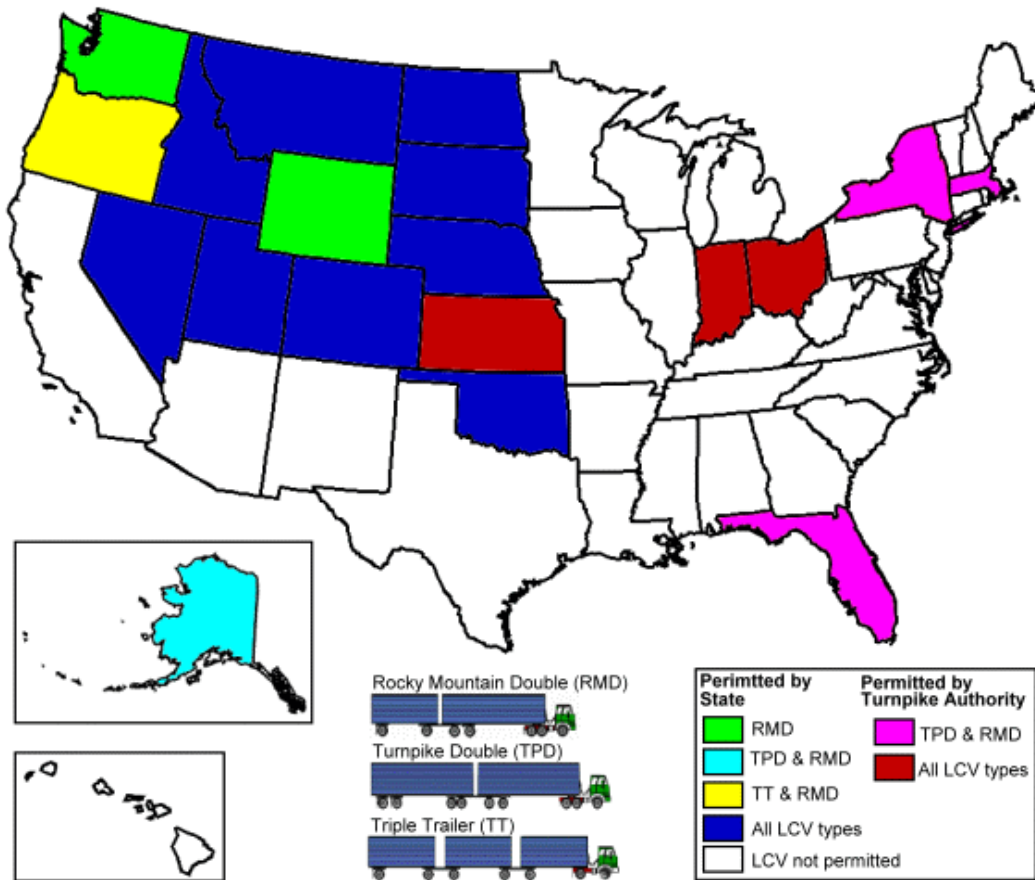 Rocky Mountain Double (RMD)
Turnpike Double (TPD)
Triple Trailer (TT)
Perimtted by
State
RMD
TPD & RMD
TT & RMD
All LCV types
LCV not permitted
Permitted by
Turnpike Authority
TPD & RMD
All LCV types